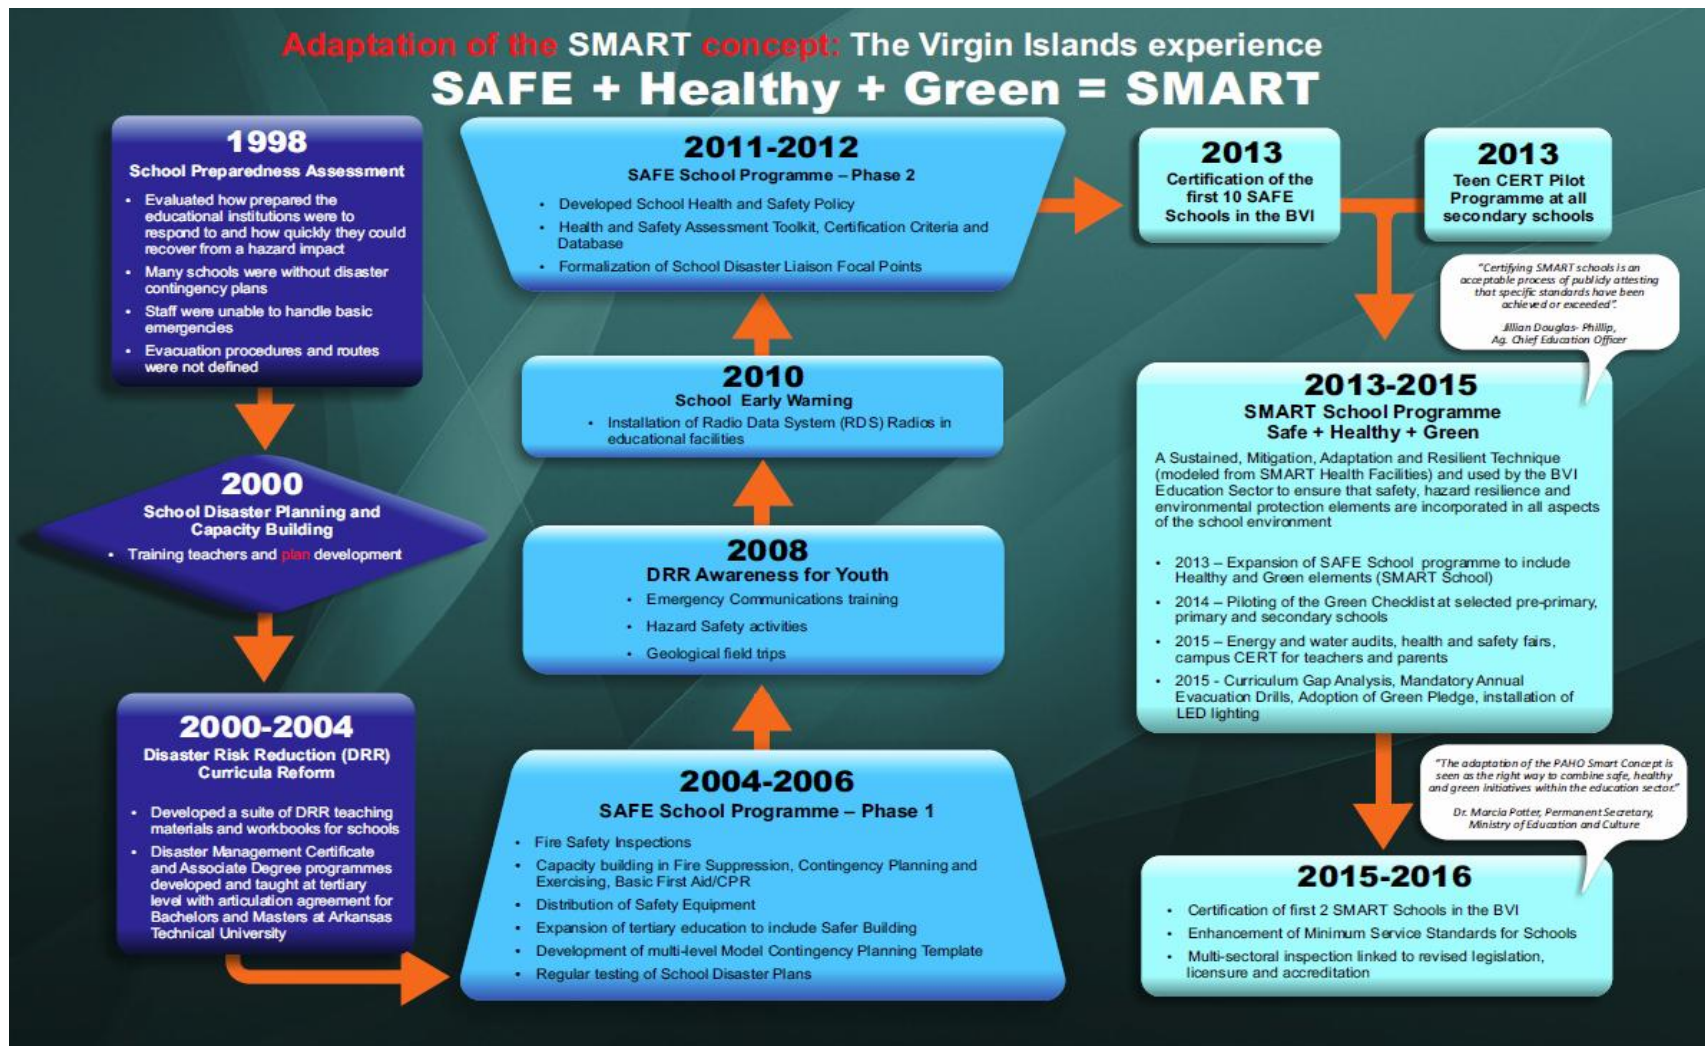 Adaptation of the SMART concept: The Virgin Islands experience
SAFE + Healthy + Green = SMART
1998
School Preparedness Assessment
• Evaluated how prepared the
educational institutions were to
respond to and how quickly they could
recover from a hazard impact
• Many schools were without disaster
contingency plans
• Staff were unable to handle basic
emergencies
• Evacuation procedures and routes
were not defined
2000
School Disaster Planning and
Capacity Building
• Training teachers and plan development
2000-2004
Disaster Risk Reduction (DRR)
Curricula Reform
• Developed a suite of DRR teaching
materials and workbooks for schools
• Disaster Management Certificate
and Associate Degree programmes
developed and taught at tertiary
level with articulation agreement for
Bachelors and Masters at Arkansas
Technical University
2004-2006
SAFE School Programme – Phase 1
• Fire Safety Inspections
• Capacity building in Fire Suppression, Contingency Planning and
Exercising, Basic First Aid/CPR
• Distribution of Safety Equipment
• Expansion of tertiary education to include Safer Building
• Development of multi-level Model Contingency Planning Template
• Regular testing of School Disaster Plans
2008
DRR Awareness for Youth
• Emergency Communications training
• Hazard Safety activities
• Geological field trips
2010
School Early Warning
• Installation of Radio Data System (RDS) Radios in
educational facilities
2011-2012
SAFE School Programme – Phase 2
• Developed School Health and Safety Policy
• Health and Safety Assessment Toolkit, Certification Criteria and
Database
• Formalization of School Disaster Liaison Focal Points
2013
Certification of the
first 10 SAFE
Schools in the BVI
2013
Teen CERT Pilot
Programme at all
secondary schools
"Certifying SMART schools is an
acceptable process of publicly attesting
that specific standards have been
achieved or exceeded".
Jillian Douglas- Phillip,
Ag. Chief Education Officer
2013-2015
SMART School Programme
Safe + Healthy + Green
A Sustained, Mitigation, Adaptation and Resilient Technique
(modeled from SMART Health Facilities) and used by the BVI
Education Sector to ensure that safety, hazard resilience and
environmental protection elements are incorporated in all aspects
of the school environment
• 2013 – Expansion of SAFE School programme to include
Healthy and Green elements (SMART School)
• 2014 – Piloting of the Green Checklist at selected pre-primary,
primary and secondary schools
• 2015 – Energy and water audits, health and safety fairs,
campus CERT for teachers and parents
• 2015 - Curriculum Gap Analysis, Mandatory Annual
Evacuation Drills, Adoption of Green Pledge, installation of
LED lighting
"The adaptation of the PAHO Smart Concept is
seen as the right way to combine safe, healthy
and green initiatives within the education sector."
Dr. Marcia Potter, Permanent Secretary,
Ministry of Education and Culture
2015-2016
• Certification of first 2 SMART Schools in the BVI
• Enhancement of Minimum Service Standards for Schools
• Multi-sectoral inspection linked to revised legislation,
licensure and accreditation